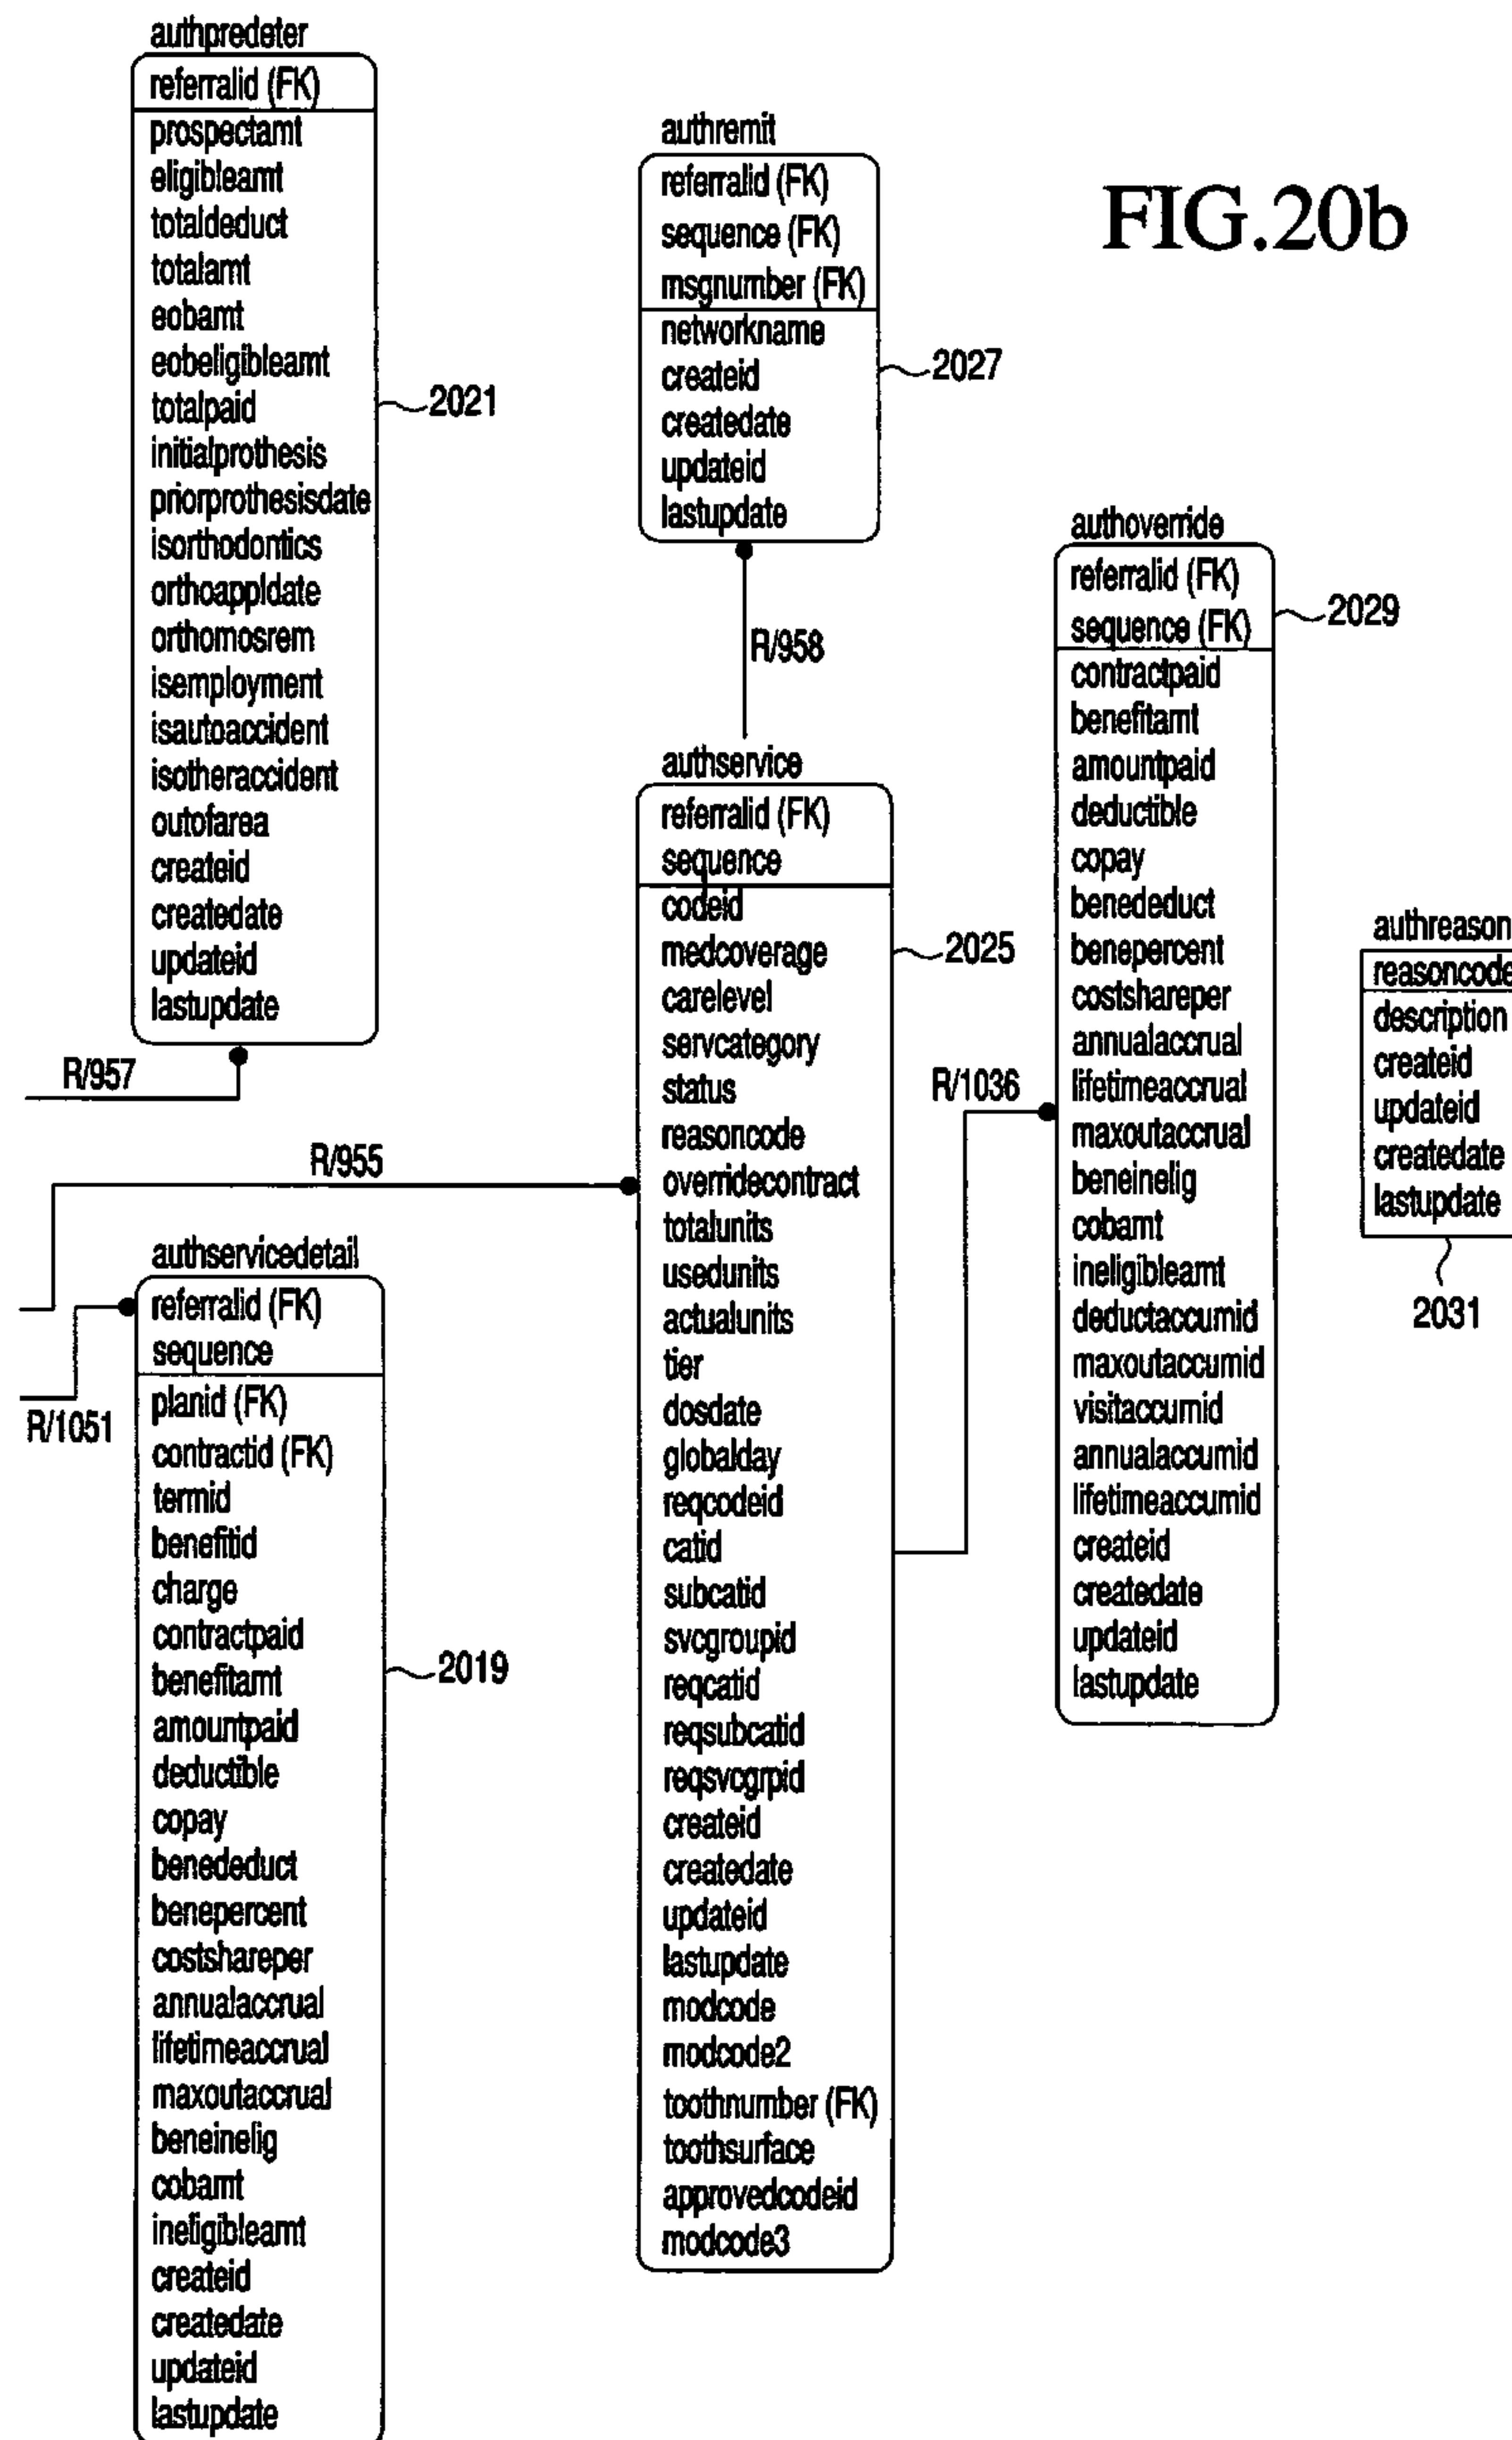 authpredeter
referralid (FK)
prospectamt
eligibleamt
totaldeduct
totalamt
eobamt
eobeligibleamt
totalpaid
initialprothesis
priorprothesisdate
isorthodontics
orthoappldate
orthomosrem
isemployment
isautoaccident
isotheraccident
outofarea
createid
createdate
updateid
lastupdate
2021
R/957
R/955
authservicedetail
referralid (FK)
sequence
planid (FK)
contractid (FK)
termid
benefitid
charge
contractpaid
benefitamt
amountpaid
deductible
copay
benededuct
benepercent
costshareper
annualaccrual
lifetimeaccrual
maxoutaccrual
beneinelig
cobamt
ineligibleamt
createid
createdate
updateid
lastupdate
R/1051
2019
authremit
referralid (FK)
sequence (FK)
msgnumber (FK)
networkname
createid
createdate
updateid
lastupdate
2027
R/958
authservice
referralid (FK)
sequence
codeid
medcoverage
carelevel
servcategory
status
reasoncode
overridecontract
totalunits
usedunits
actualunits
tier
dosdate
globalday
reqcodeid
catid
subcatid
svcgroupid
reqcatid
reqsubcatid
reqsvcgrpid
createid
createdate
updateid
lastupdate
modcode
modcode2
toothnumber (FK)
toothsurface
approvedcodeid
modcode3
2025
R/1036
FIG.20b
authoverride
referralid (FK)
sequence (FK)
contractpaid
benefitamt
amountpaid
deductible
copay
benededuct
benepercent
costshareper
annualaccrual
lifetimeaccrual
maxoutaccrual
beneinelig
cobamt
ineligibleamt
deductaccumid
maxoutaccumid
visitaccumid
annualaccumid
lifetimeaccumid
createid
createdate
updateid
lastupdate
2029
authreason
reasoncode
description
createid
updateid
createdate
lastupdate
2031